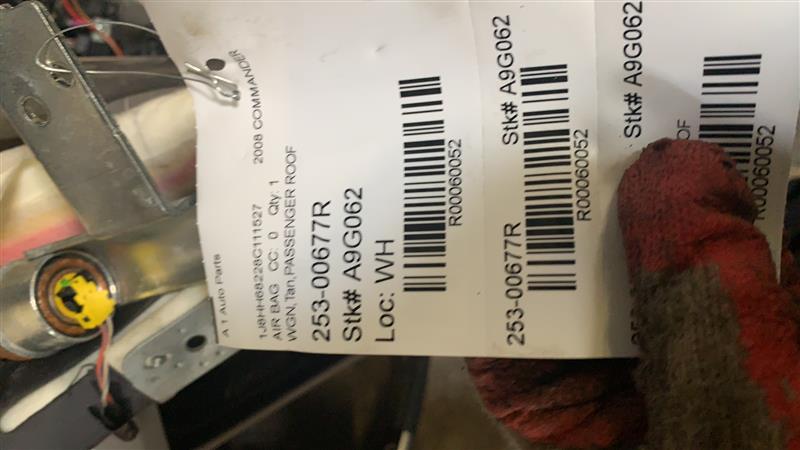 A 1 Auto Parts
1J8HH68228C111527 2008 COMMANDER
AIR BAG CC: 0 Qty: 1
WGN,Tan,PASSENGER ROOF
253-00677R
Stk# A9G062
Loc: WH
R00060052
253-00677R Stk# A9G062
R00060052
Stk# A9G062
OF
R00060052